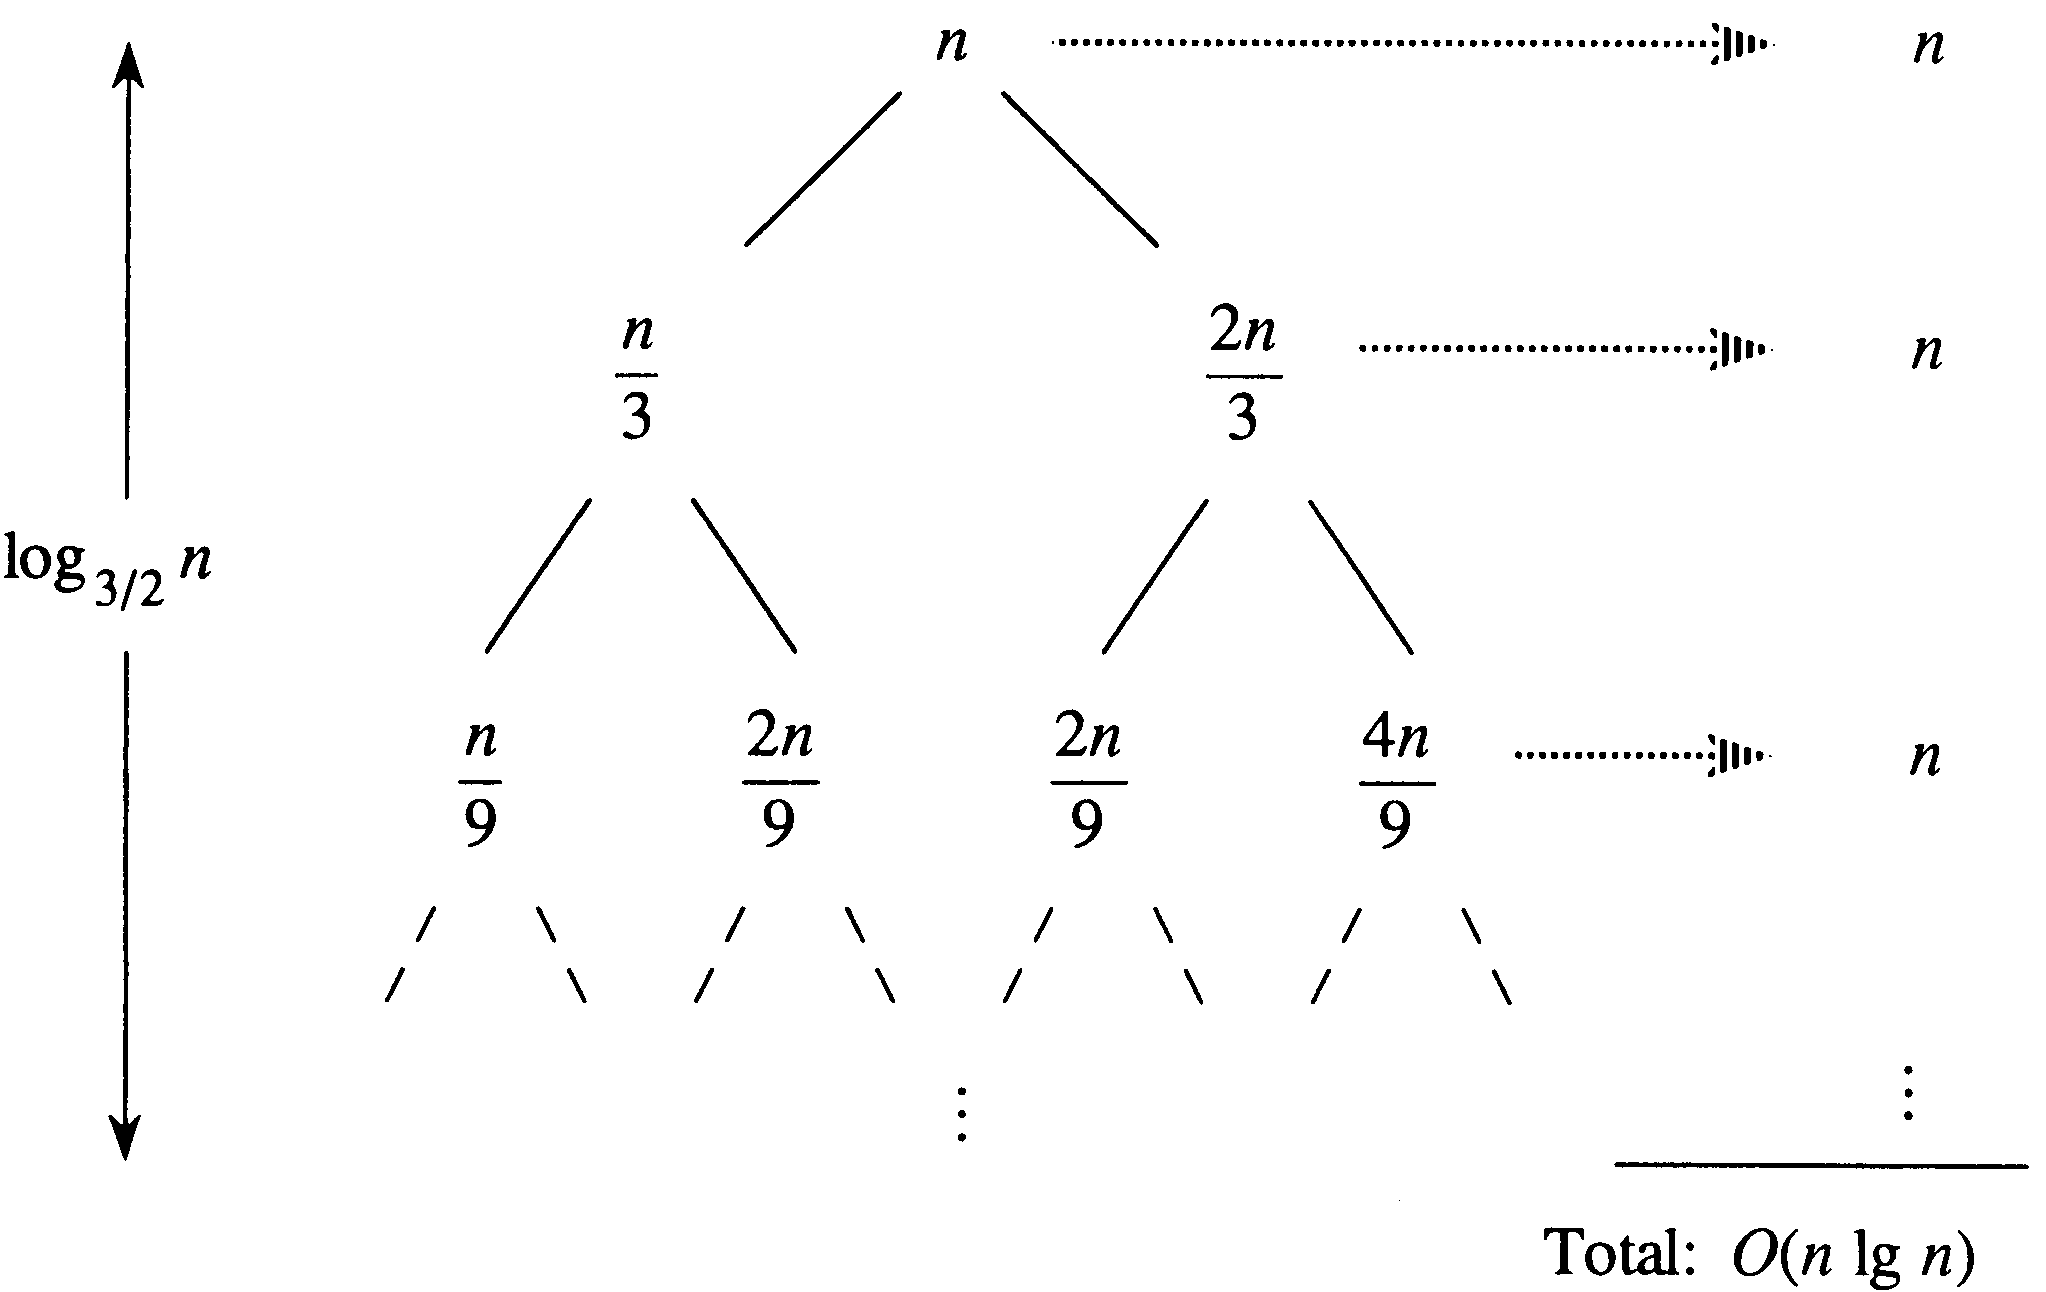 n n
n/3 2n/3 n
log3/2 n
n/9 2n/9 2n/9 4n/9 n
⋮ ⋮
Total: O(n lg n)